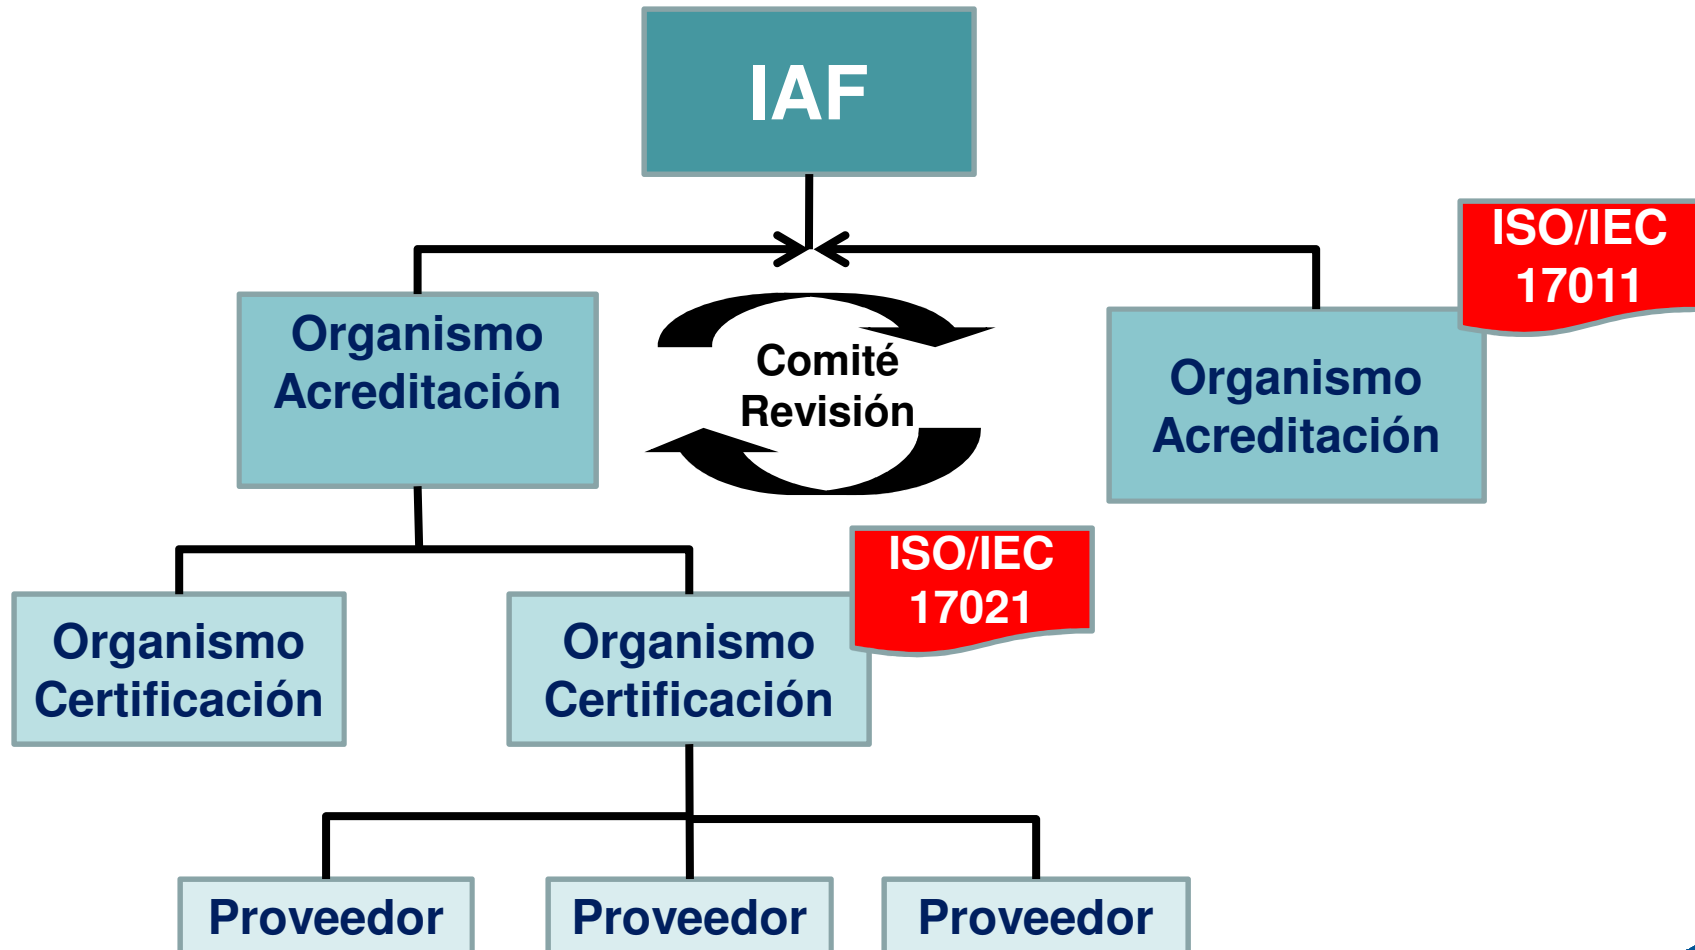 IAF
ISO/IEC
17011
Organismo
Acreditación
Comité
Revisión
Organismo
Acreditación
ISO/IEC
17021
Organismo
Certificación
Organismo
Certificación
Proveedor
Proveedor
Proveedor